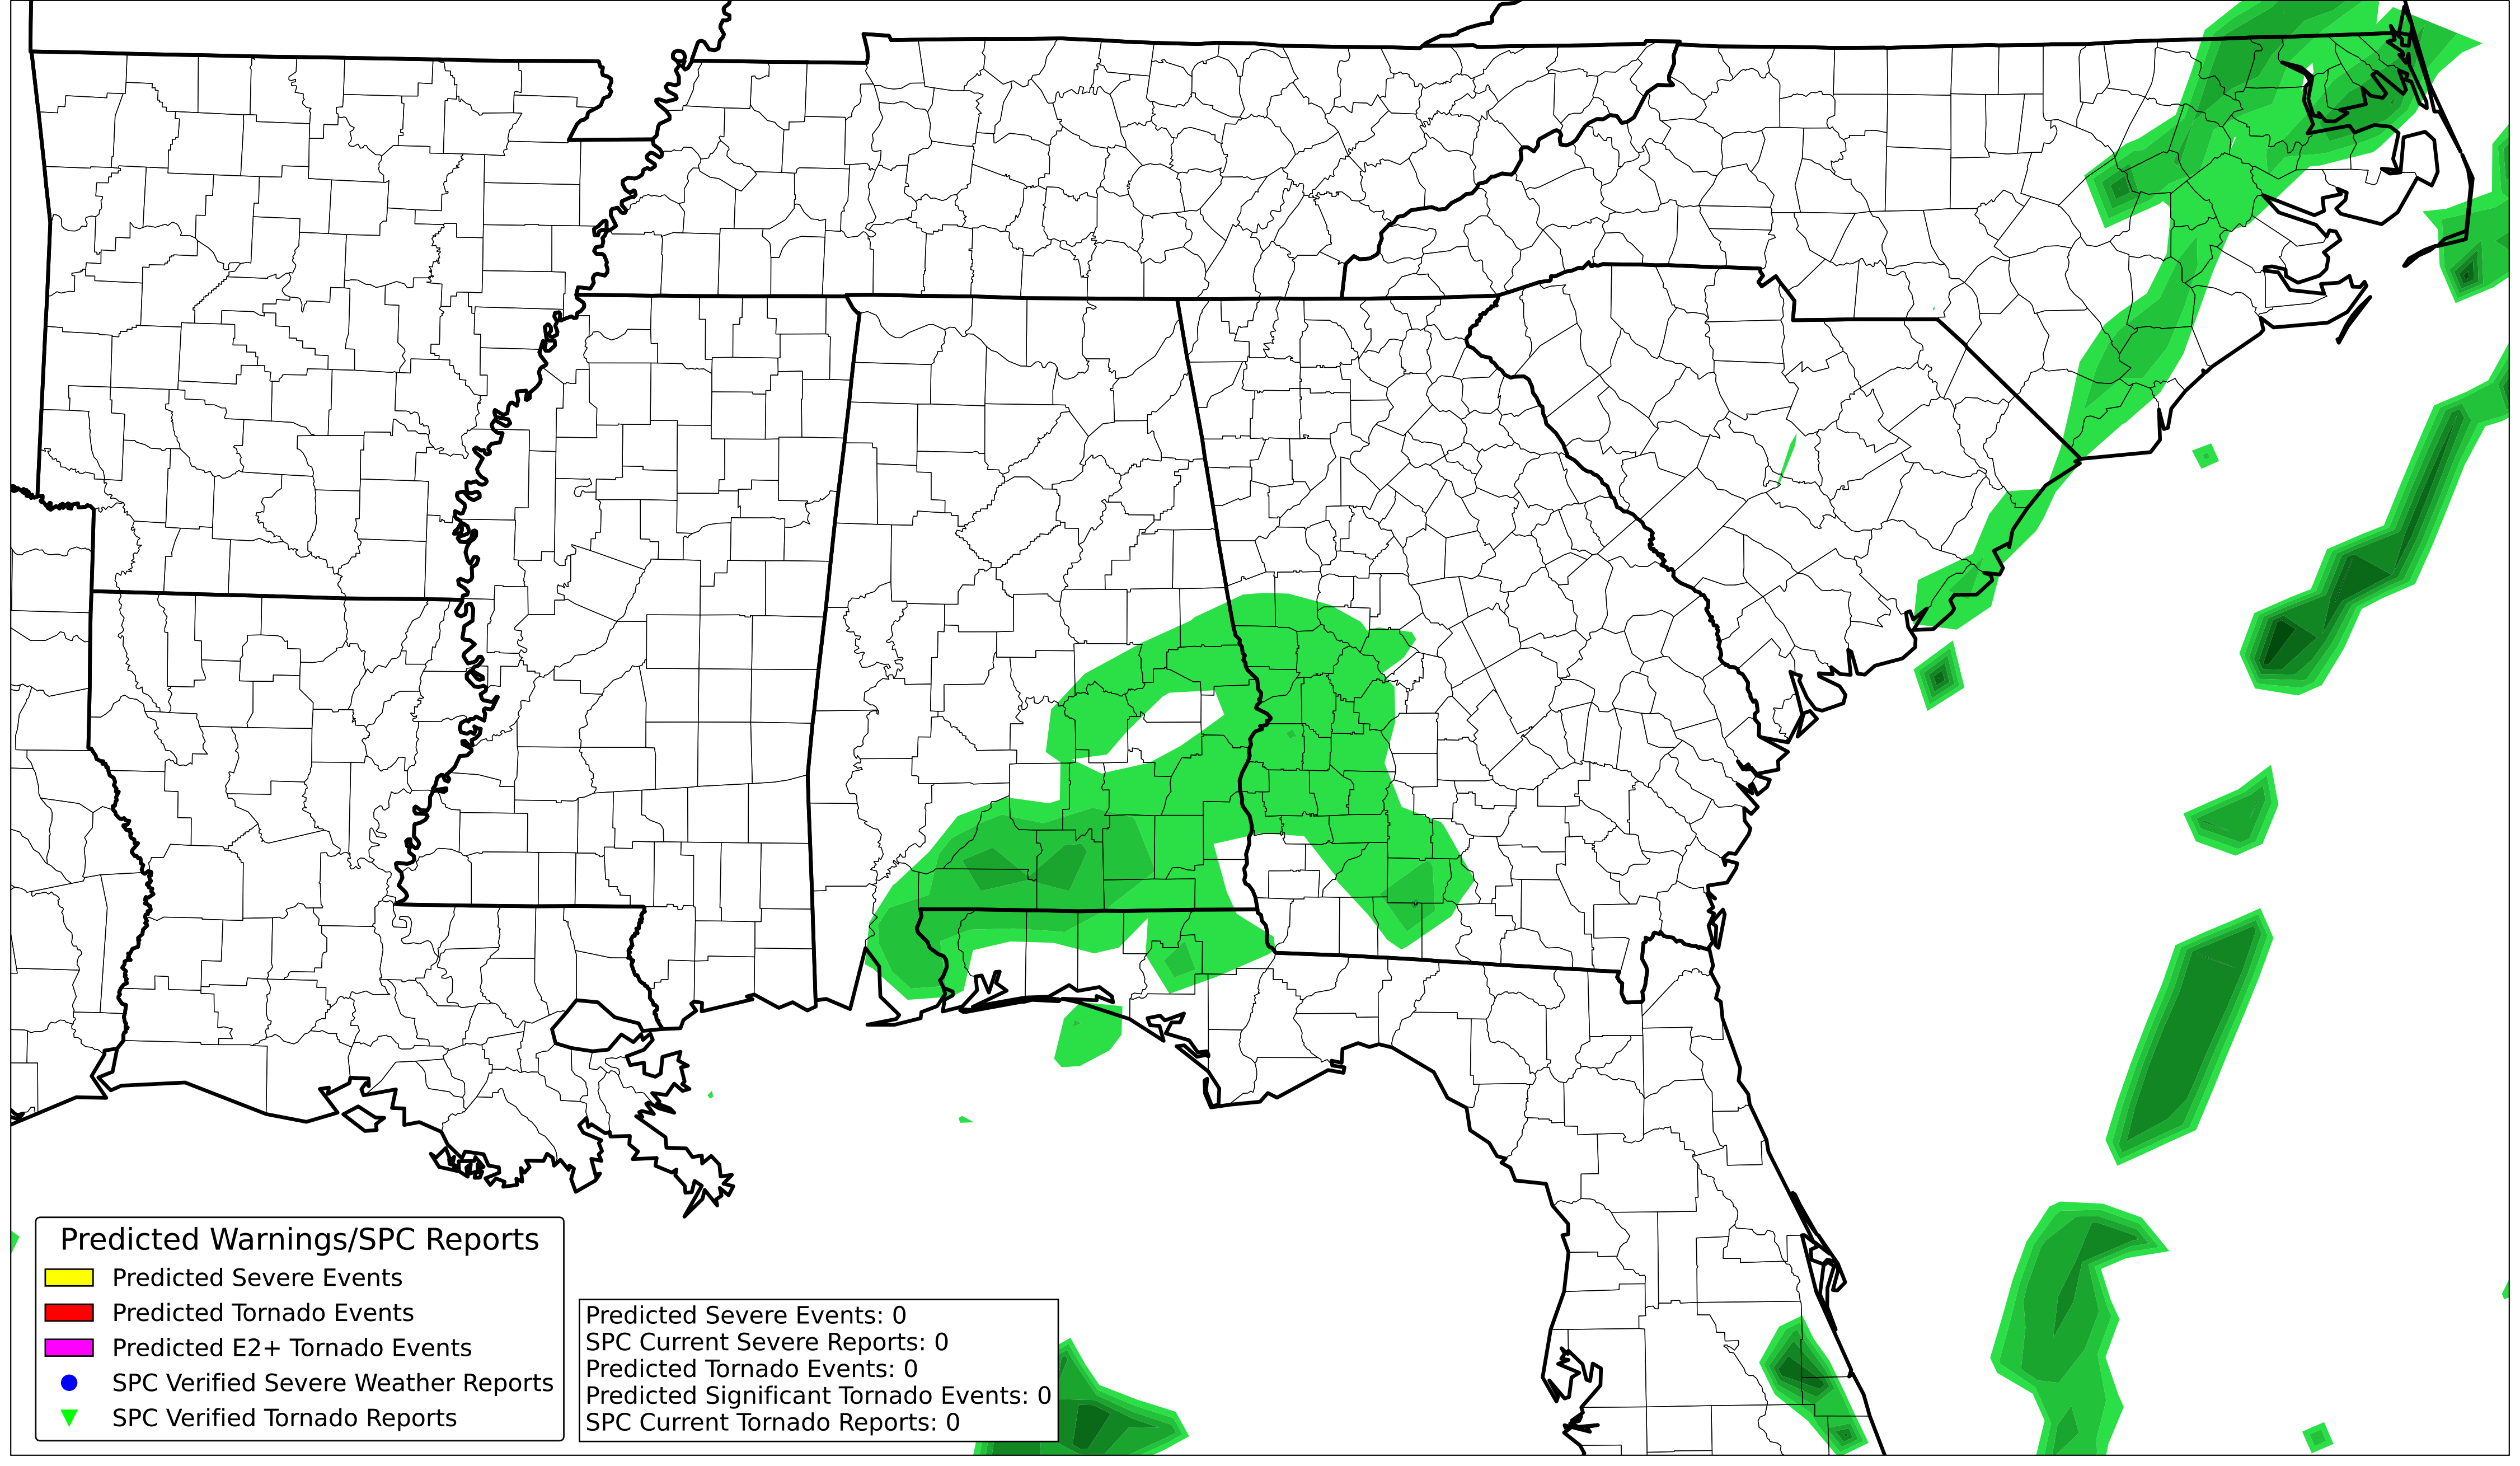 Predicted Warnings/SPC Reports
Predicted Severe Events
Predicted Tornado Events
Predicted E2+ Tornado Events
SPC Verified Severe Weather Reports
SPC Verified Tornado Reports
Predicted Severe Events: 0
SPC Current Severe Reports: 0
Predicted Tornado Events: 0
Predicted Significant Tornado Events: 0
SPC Current Tornado Reports: 0